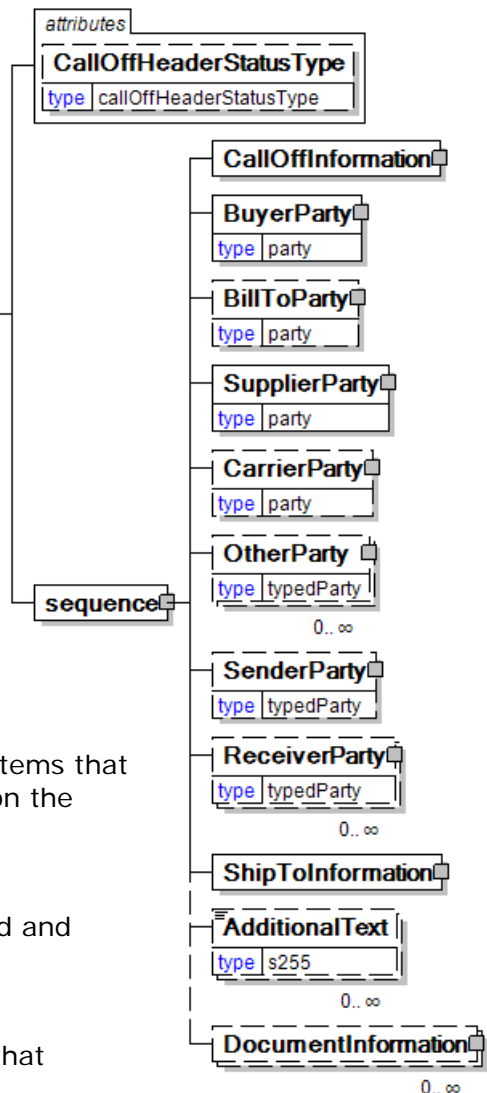 attributes
CallOffHeaderStatusType
type callOffHeaderStatusType
CallOffInformation
BuyerParty
type party
BillToParty
type party
SupplierParty
type party
CarrierParty
type party
OtherParty
type typedParty
0.. ∞
sequence
SenderParty
type typedParty
ReceiverParty
type typedParty
0.. ∞
ShipToInformation
AdditionalText
type s255
0.. ∞
DocumentInformation
0.. ∞
tems that
on the
d and
hat